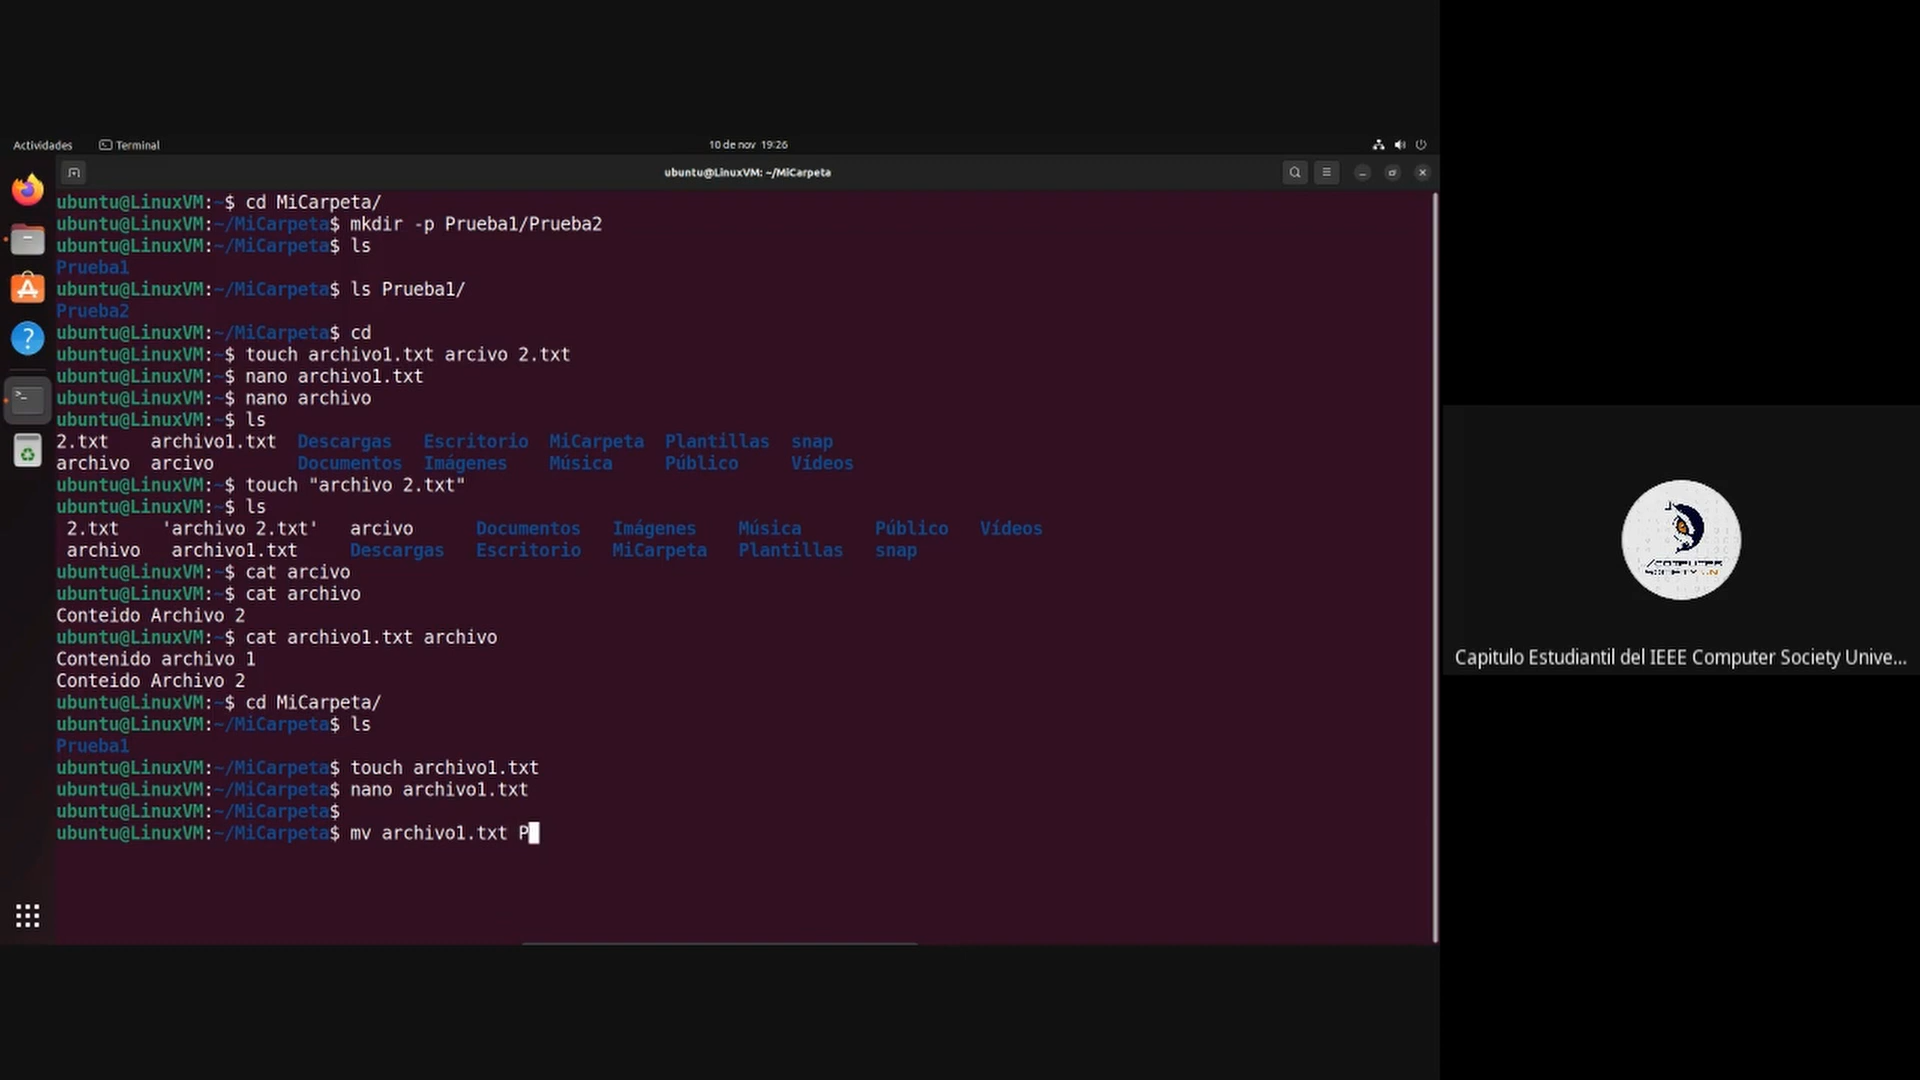 Actividades Terminal 10 de nov 19:26
ubuntu@LinuxVM: ~/MiCarpeta
ubuntu@LinuxVM:~$ cd MiCarpeta/
ubuntu@LinuxVM:~/MiCarpeta$ mkdir -p Prueba1/Prueba2
ubuntu@LinuxVM:~/MiCarpeta$ ls
Prueba1
ubuntu@LinuxVM:~/MiCarpeta$ ls Prueba1/
Prueba2
ubuntu@LinuxVM:~/MiCarpeta$ cd
ubuntu@LinuxVM:~$ touch archivo1.txt arcivo 2.txt
ubuntu@LinuxVM:~$ nano archivo1.txt
ubuntu@LinuxVM:~$ nano archivo
ubuntu@LinuxVM:~$ ls
2.txt archivo1.txt Descargas Escritorio MiCarpeta Plantillas snap
archivo arcivo Documentos Imágenes Música Público Vídeos
ubuntu@LinuxVM:~$ touch "archivo 2.txt"
ubuntu@LinuxVM:~$ ls
2.txt 'archivo 2.txt' arcivo Documentos Imágenes Música Público Vídeos
archivo archivo1.txt Descargas Escritorio MiCarpeta Plantillas snap
ubuntu@LinuxVM:~$ cat arcivo
ubuntu@LinuxVM:~$ cat archivo
Conteido Archivo 2
ubuntu@LinuxVM:~$ cat archivo1.txt archivo
Contenido archivo 1
Conteido Archivo 2
ubuntu@LinuxVM:~$ cd MiCarpeta/
ubuntu@LinuxVM:~/MiCarpeta$ ls
Prueba1
ubuntu@LinuxVM:~/MiCarpeta$ touch archivo1.txt
ubuntu@LinuxVM:~/MiCarpeta$ nano archivo1.txt
ubuntu@LinuxVM:~/MiCarpeta$
ubuntu@LinuxVM:~/MiCarpeta$ mv archivo1.txt P
Capitulo Estudiantil del IEEE Computer Society Unive...